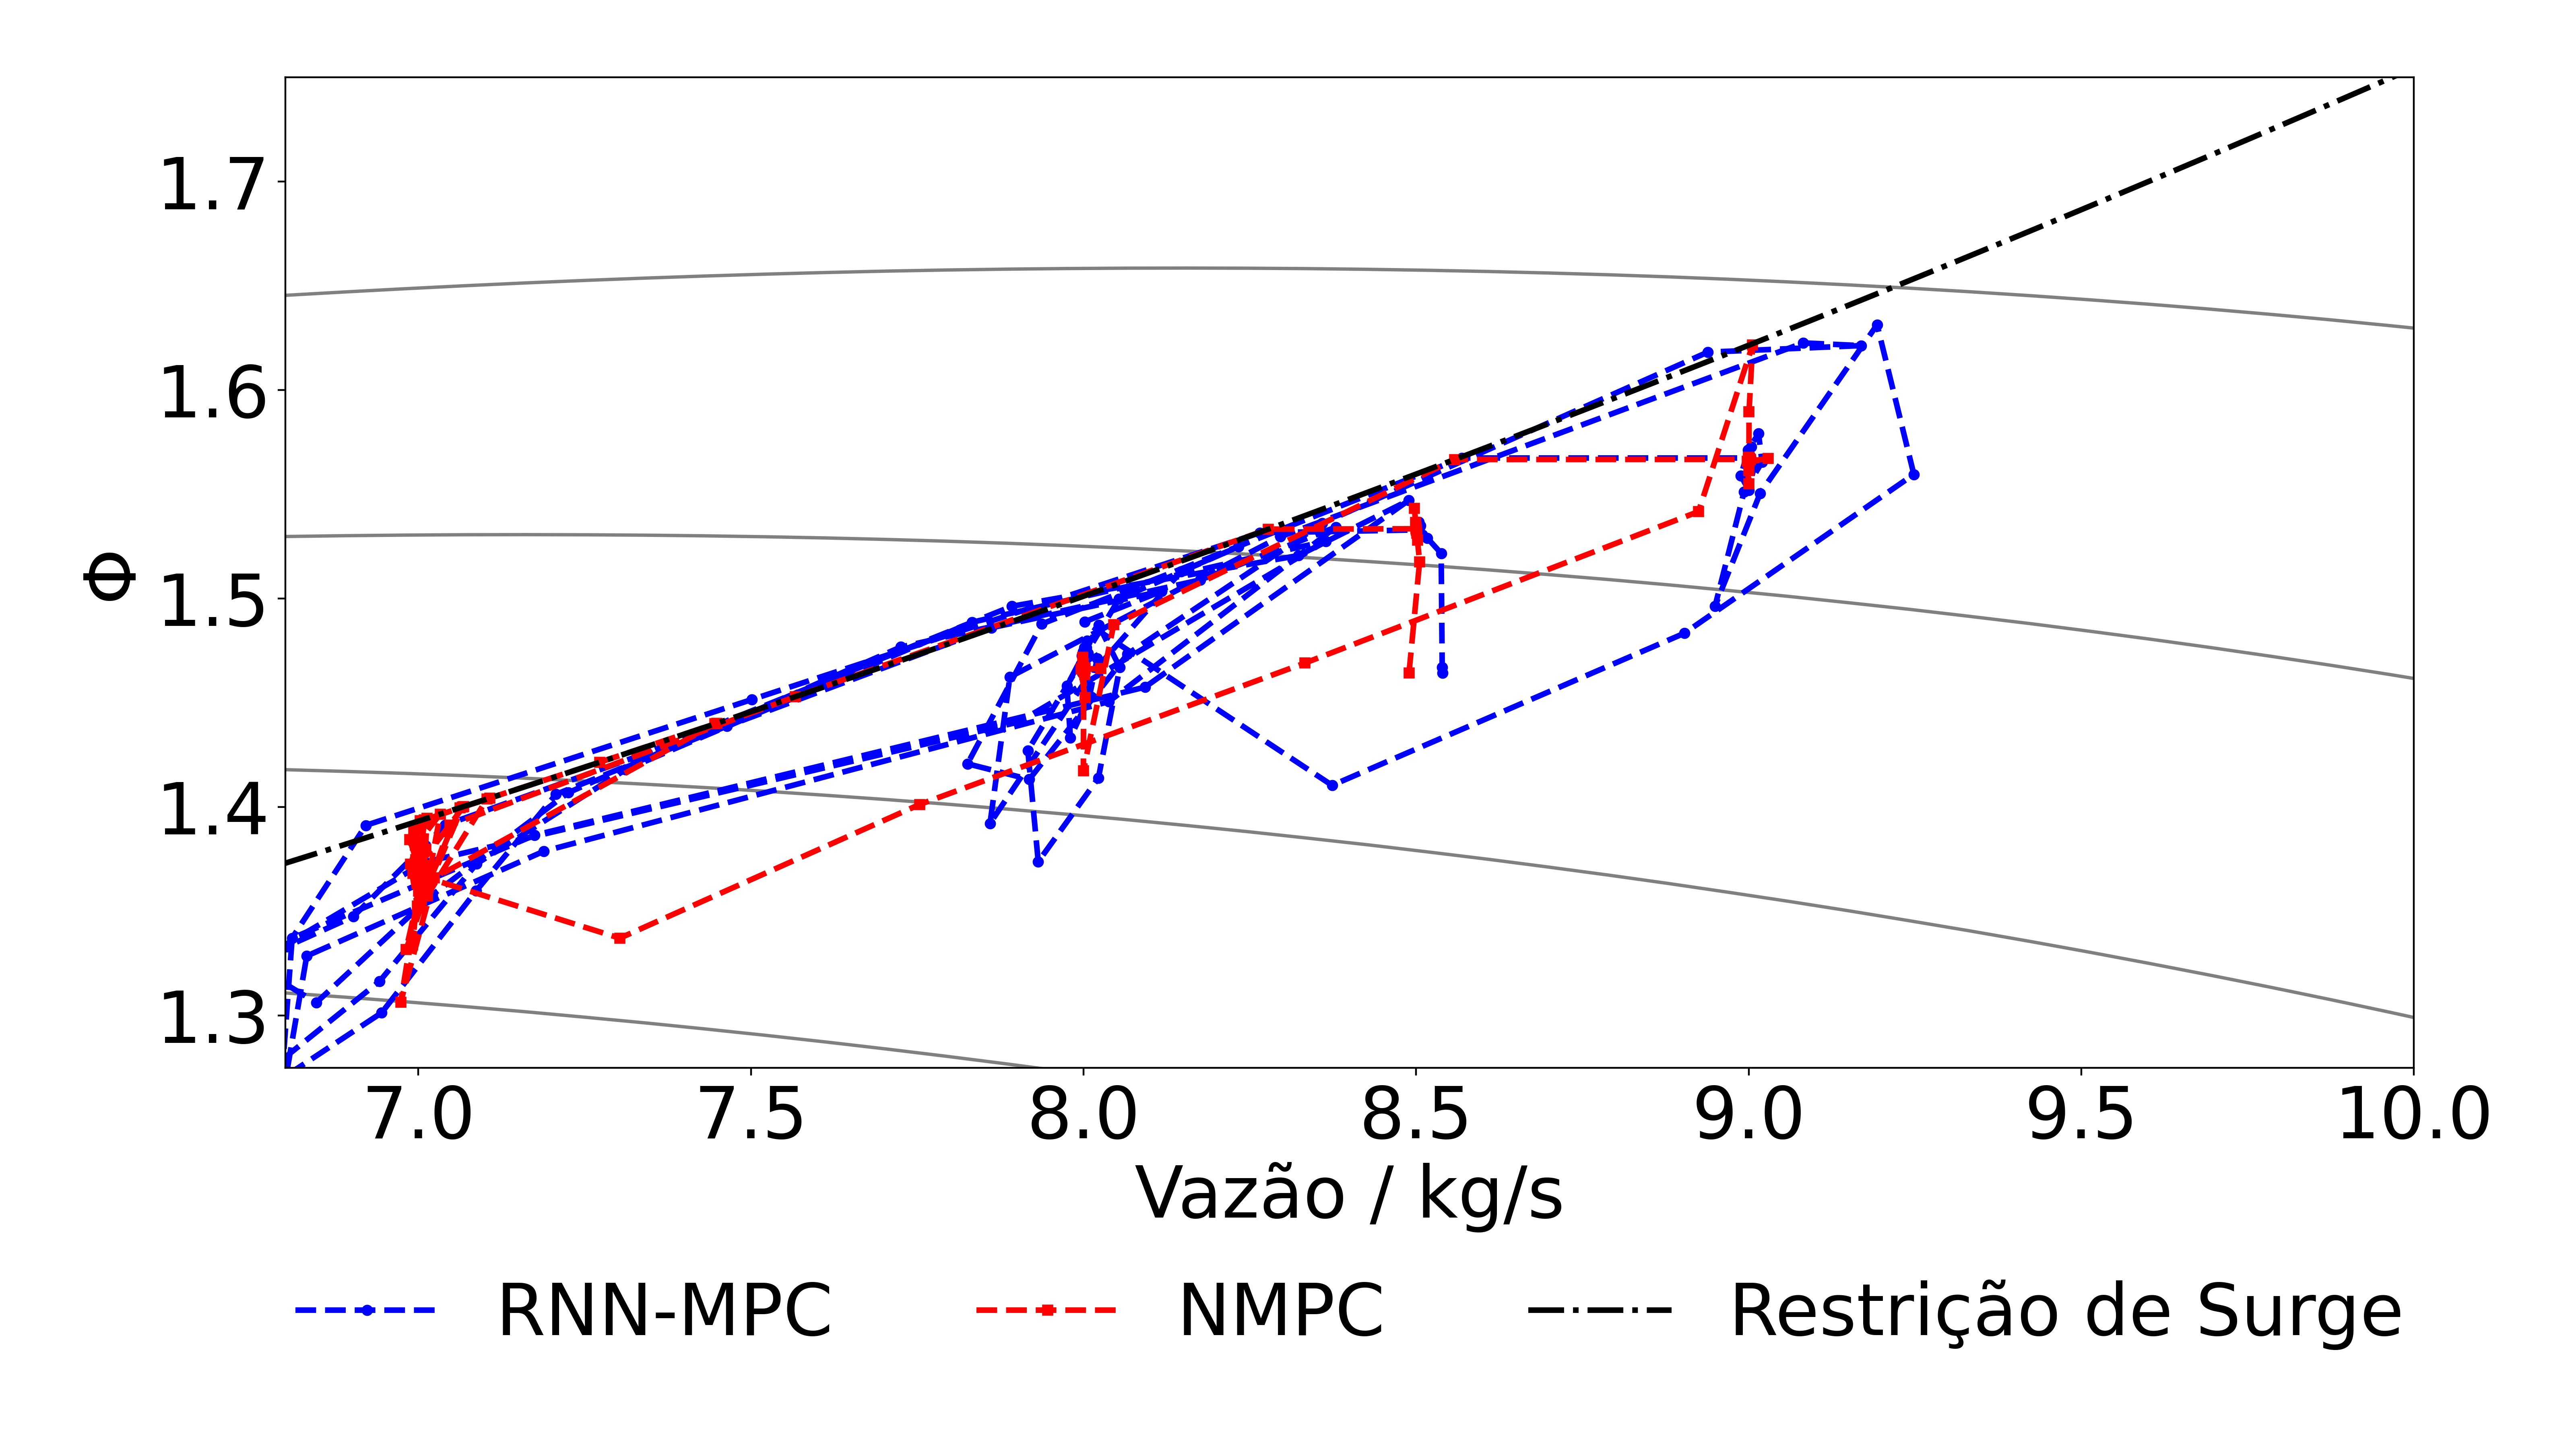 1.7
1.6
1.5
1.4
1.3
Φ
7.0 7.5 8.0 8.5 9.0 9.5 10.0
Vazão / kg/s
RNN-MPC NMPC Restrição de Surge